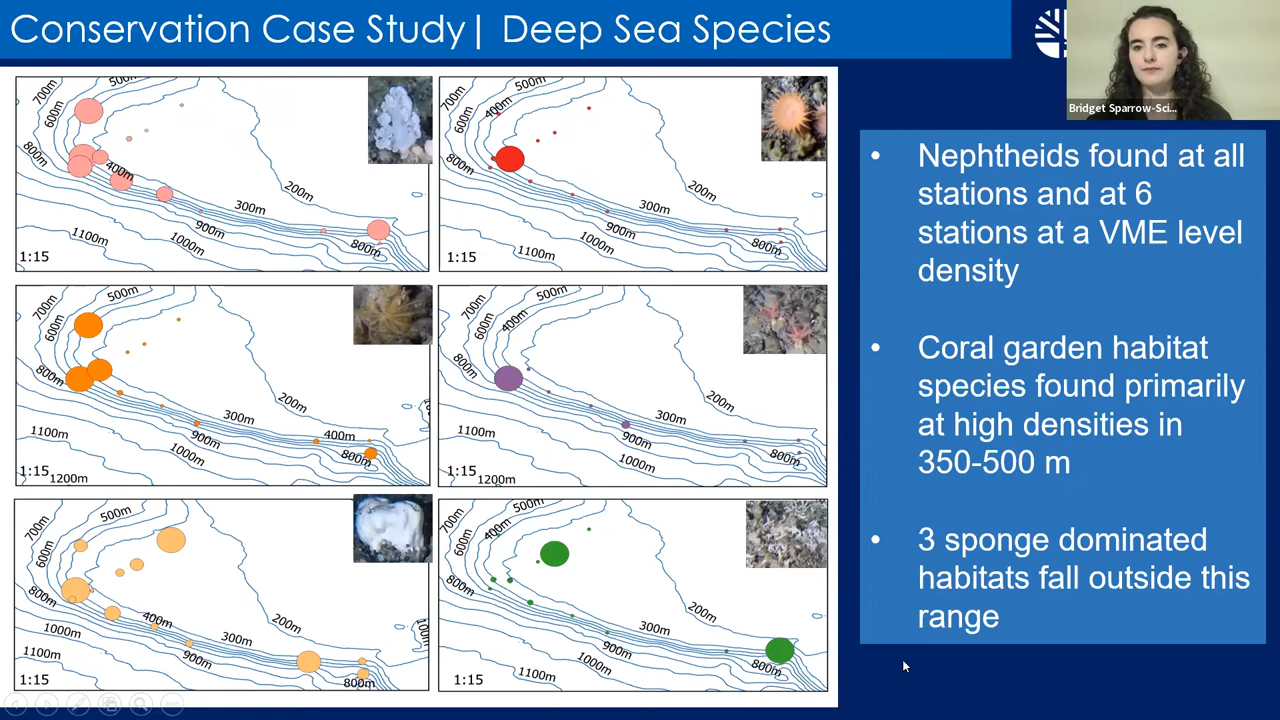 Conservation Case Study| Deep Sea Species
Bridget Sparrow-Sci...
700m
500m
600m
800m
400m
200m
300m
900m
1100m
1000m
800m
1:15
700m
500m
400m
600m
800m
200m
300m
900m
1000m
800m
1100m
1:15
700m
500m
600m
800m
200m
300m
400m
1100m
900m
1000m
800m
1:15
1200m
700m
500m
600m
400m
800m
200m
300m
1100m
900m
1000m
800m
1:15
1200m
700m
500m
600m
800m
200m
400m
1000m
300m
1100m
900m
1:15
800m
700m
500m
400m
600m
800m
200m
300m
900m
1000m
800m
1100m
1:15
• Nephtheids found at all
stations and at 6
stations at a VME level
density
• Coral garden habitat
species found primarily
at high densities in
350-500 m
• 3 sponge dominated
habitats fall outside this
range